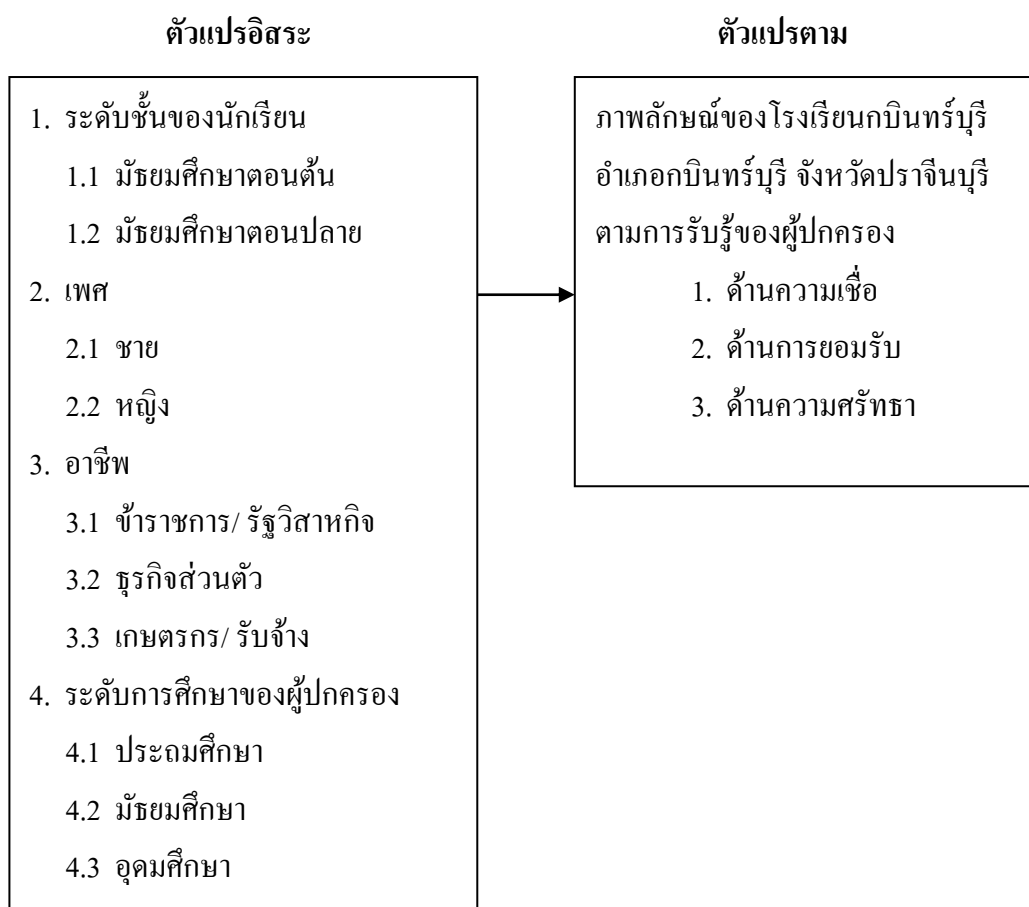 ตัวแปรอิสระ
1. ระดับชั้นของนักเรียน
1.1 มัธยมศึกษาตอนต้น
1.2 มัธยมศึกษาตอนปลาย
2. เพศ
2.1 ชาย
2.2 หญิง
3. อาชีพ
3.1 ข้าราชการ/ รัฐวิสาหกิจ
3.2 ธุรกิจส่วนตัว
3.3 เกษตรกร/ รับจ้าง
4. ระดับการศึกษาของผู้ปกครอง
4.1 ประถมศึกษา
4.2 มัธยมศึกษา
4.3 อุดมศึกษา
ตัวแปรตาม
ภาพลักษณ์ของโรงเรียนกบินทร์บุรี
อำเภอกบินทร์บุรี จังหวัดปราจีนบุรี
ตามการรับรู้ของผู้ปกครอง
1. ด้านความเชื่อ
2. ด้านการยอมรับ
3. ด้านความศรัทธา